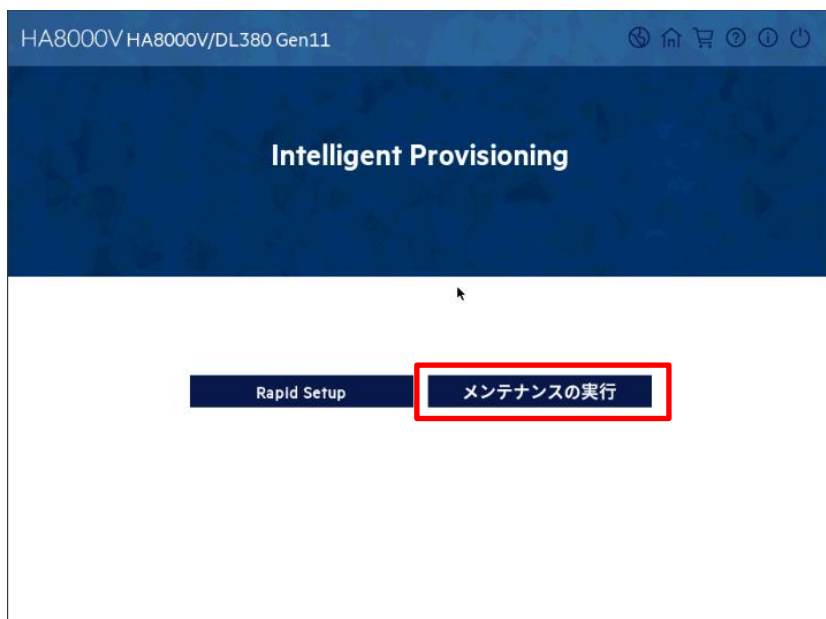 HA8000V HA8000V/DL380 Gen11
Intelligent Provisioning
Rapid Setup
メンテナンスの実行